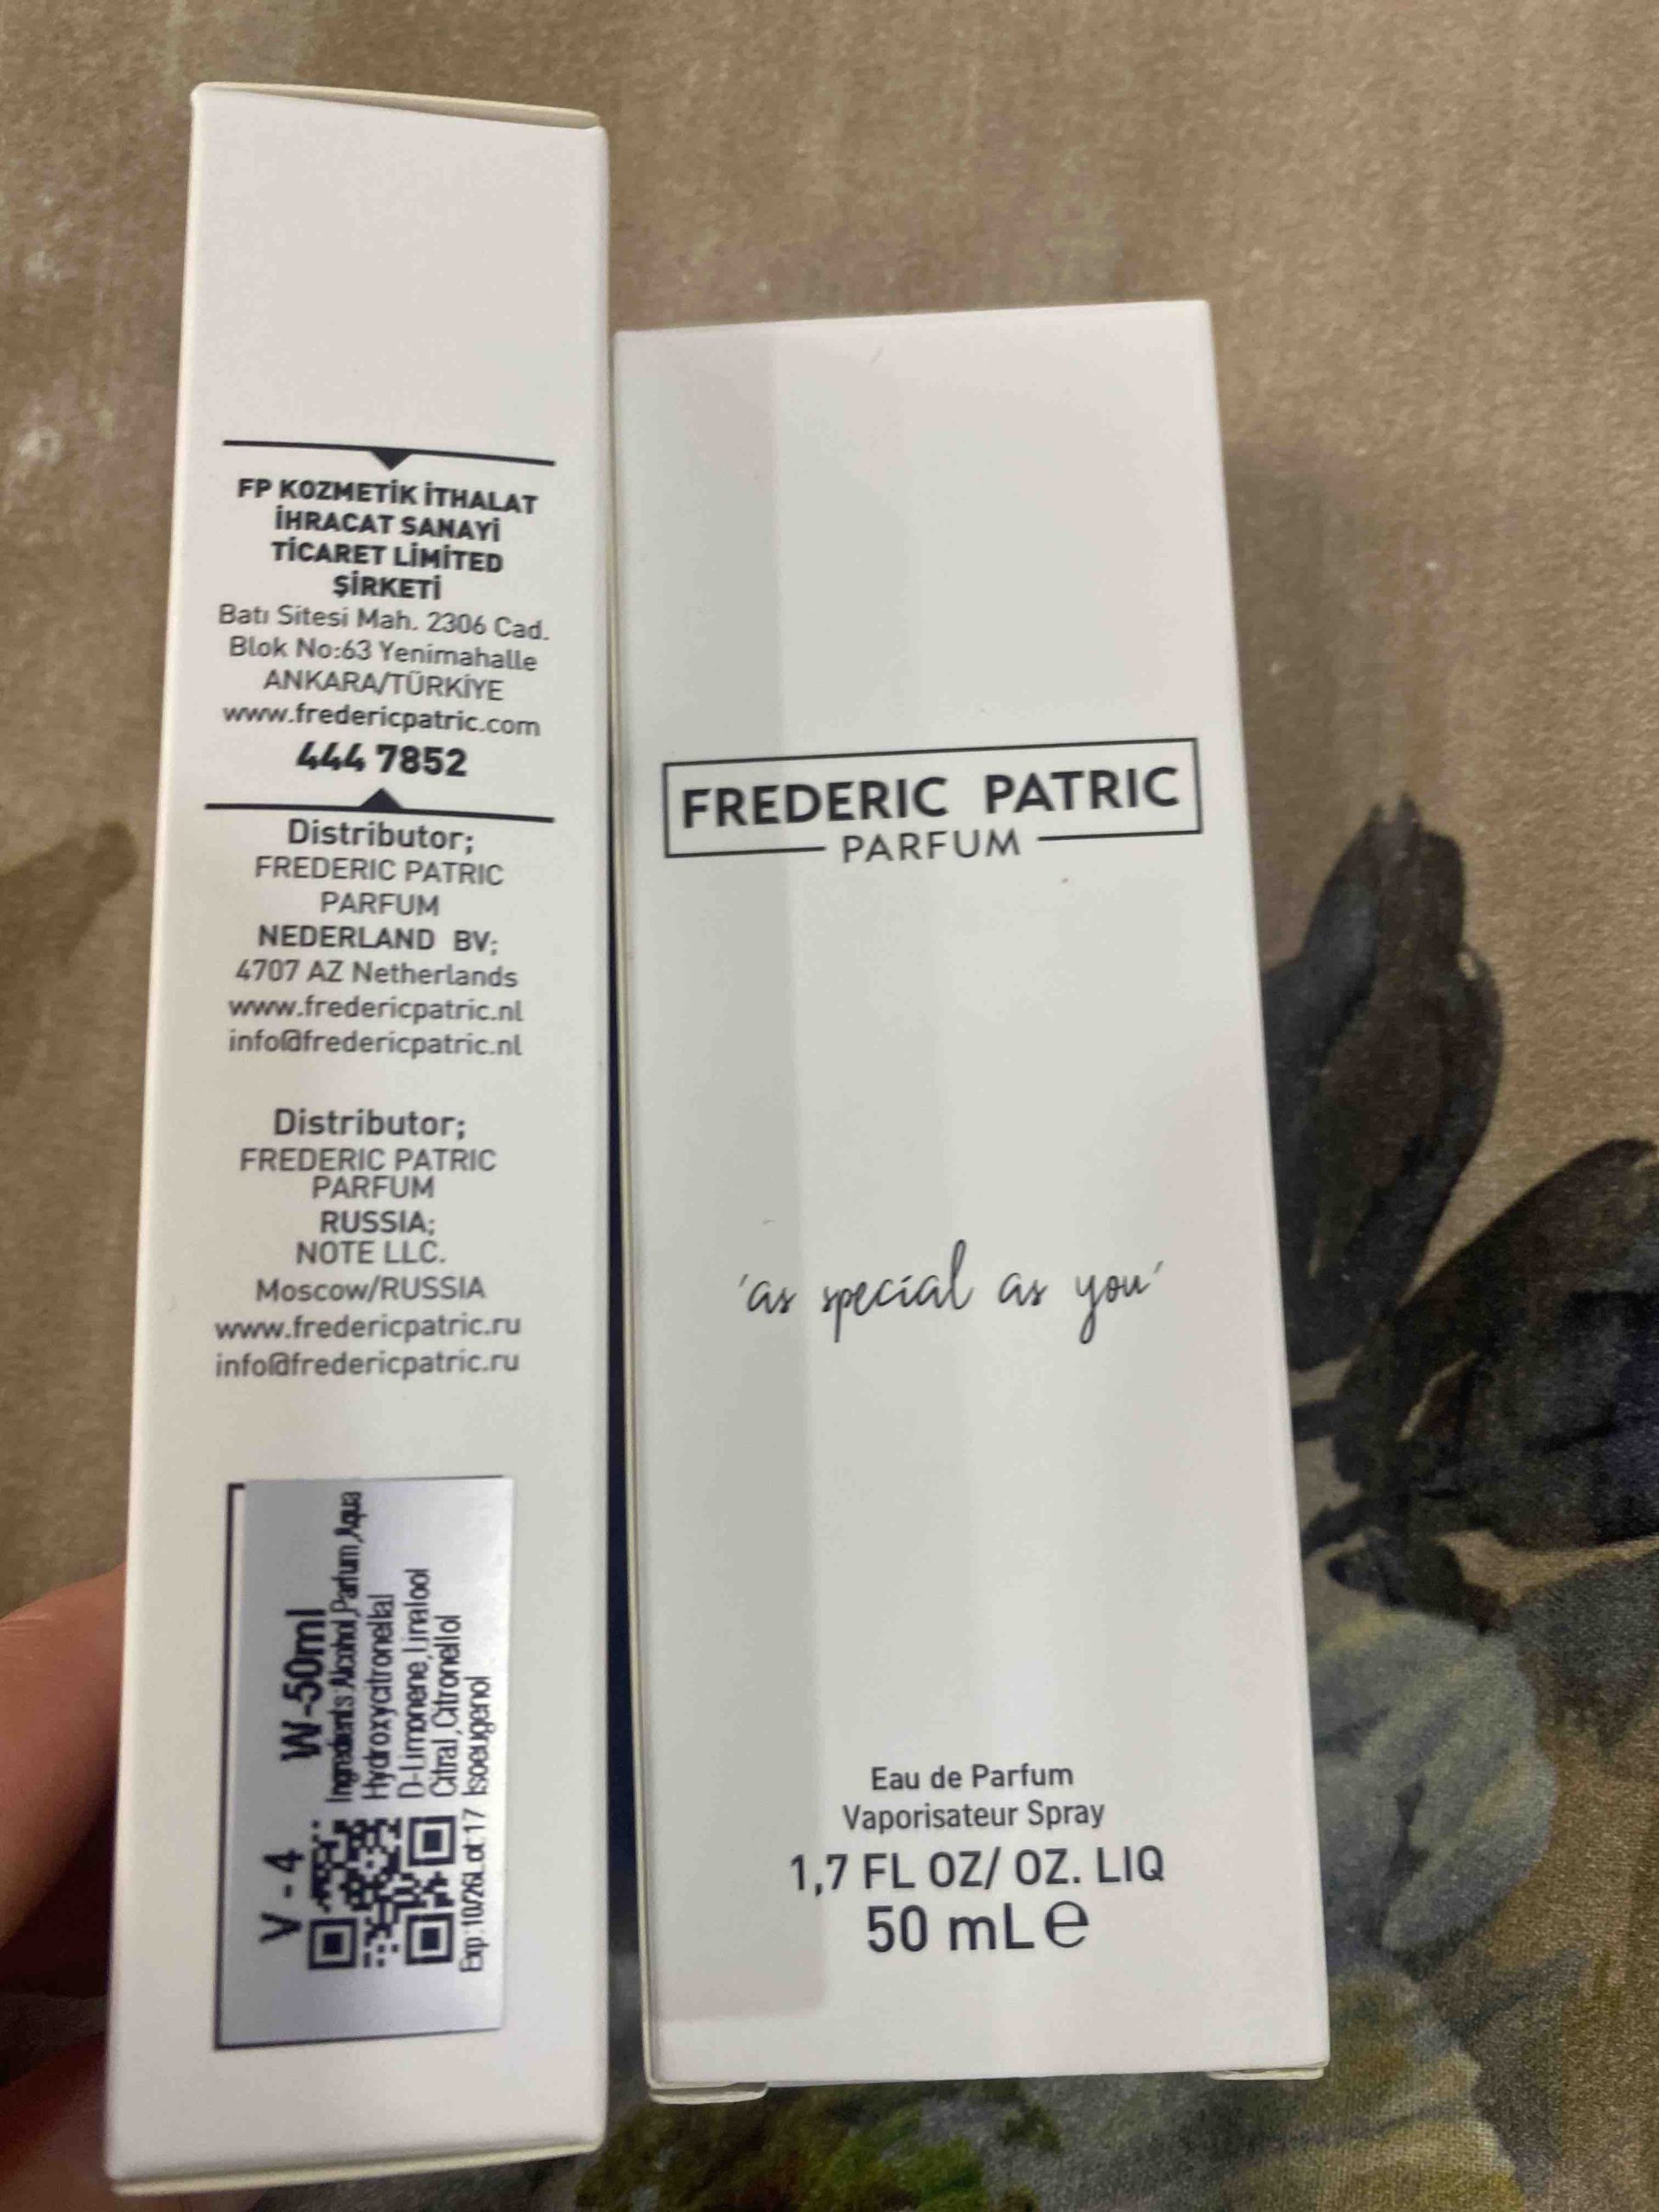 FP KOZMETİK İTHALAT
İHRACAT SANAYİ
TİCARET LİMİTED
ŞİRKETİ
Batı Sitesi Mah. 2306 Cad.
Blok No:63 Yenimahalle
ANKARA/TÜRKİYE
www.fredericpatric.com
444 7852
Distributor;
FREDERIC PATRIC
PARFUM
NEDERLAND BV;
4707 AZ Netherlands
www.fredericpatric.nl
info@fredericpatric.nl
Distributor;
FREDERIC PATRIC
PARFUM
RUSSIA;
NOTE LLC.
Moscow/RUSSIA
www.fredericpatric.ru
info@fredericpatric.ru
V - 4 W-50ml
Ingredients:Alcohol,Parfum,Aqua
Hydroxycitronellal
D-Limonene,Linalool
Citral,Citronellol
Isoeugenol
Exp:10/26Lot:17
FREDERIC PATRIC
PARFUM
'as special as you'
Eau de Parfum
Vaporisateur Spray
1,7 FL OZ/ OZ. LIQ
50 mL e